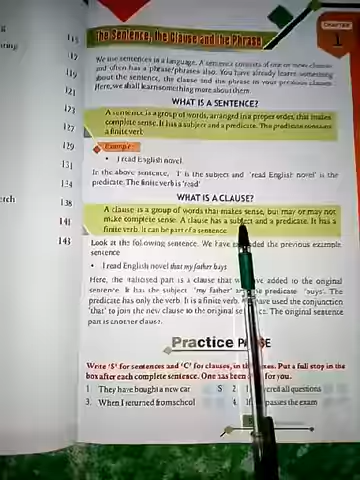 115
117
119
121
123
127
129
131
134
138
141
143
CHAPTER
1
The Sentence, the Clause and the Phrase
We use sentences in a language. A sentence consists of one or more clauses
and often has a phrase/phrases also. You have already learnt something
about the sentence, the clause and the phrase in your previous classes.
Here, we shall learn something more about them.
WHAT IS A SENTENCE?
A sentence is a group of words, arranged in a proper order, that makes
complete sense. It has a subject and a predicate. The predicate contains
a finite verb.
Example
• I read English novel.
In the above sentence, 'I' is the subject and 'read English novel' is the
predicate. The finite verb is 'read'
WHAT IS A CLAUSE?
A clause is a group of words that makes sense, but may or may not
make complete sense. A clause has a subject and a predicate. It has a
finite verb. It can be part of a sentence.
Look at the following sentence. We have the previous example
sentence
• I read English novel that my father buys
Here, the italicised part is a clause that we have added to the original
sentence. It has the subject 'my father' and the predicate 'buys'. The
predicate has only the verb. It is a finite verb. We have used the conjunction
'that' to join the new clause to the original sentence. The original sentence
part is another clause.
Practice
Write 'S' for sentences and 'C' for clauses, in the boxes. Put a full stop in the
box after each complete sentence. One has been for you.
1. They have bought a new car S 2. I answered all questions
3. When I returned from school 4. If passes the exam